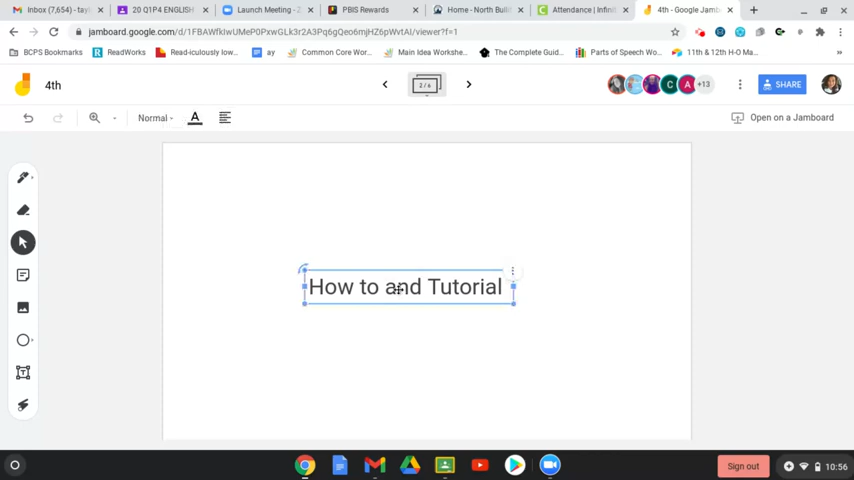 Inbox (7,654) - tay
20 Q1P4 ENGLISH
Launch Meeting - Z
PBIS Rewards
Home - North Buil
Attendance | Infini
4th - Google Jamb
jamboard.google.com/d/1FBAWfkIwUMeP0PxwGLk3r2A3Pq6gQeo6mjHZ6pWvtAI/viewer?f=1
BCPS Bookmarks
ReadWorks
Read-iculously low...
ay
Common Core Wor...
Main Idea Workshe...
The Complete Guid...
Parts of Speech Wo...
11th & 12th H-O Ma...
4th
2 / 6
C
A
+13
SHARE
Normal
A
Open on a Jamboard
How to and Tutorial
Sign out
10:56